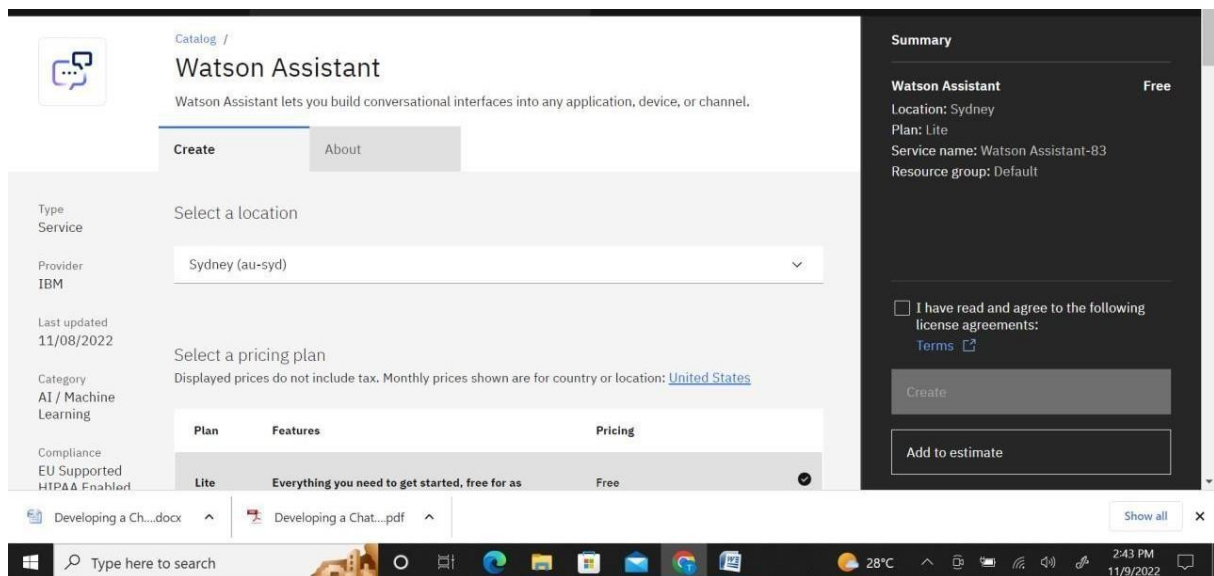 Catalog /
Watson Assistant
Watson Assistant lets you build conversational interfaces into any application, device, or channel.
Create
About
Type
Service
Provider
IBM
Last updated
11/08/2022
Category
AI / Machine
Learning
Compliance
EU Supported
HIPAA Enabled
Select a location
Sydney (au-syd)
Select a pricing plan
Displayed prices do not include tax. Monthly prices shown are for country or location: United States
Plan Features Pricing
Lite Everything you need to get started, free for as Free
Summary
Watson Assistant Free
Location: Sydney
Plan: Lite
Service name: Watson Assistant-83
Resource group: Default
I have read and agree to the following
license agreements:
Terms
Create
Add to estimate
Developing a Ch....docx
Developing a Chat....pdf
Show all
Type here to search
28°C
2:43 PM
11/9/2022